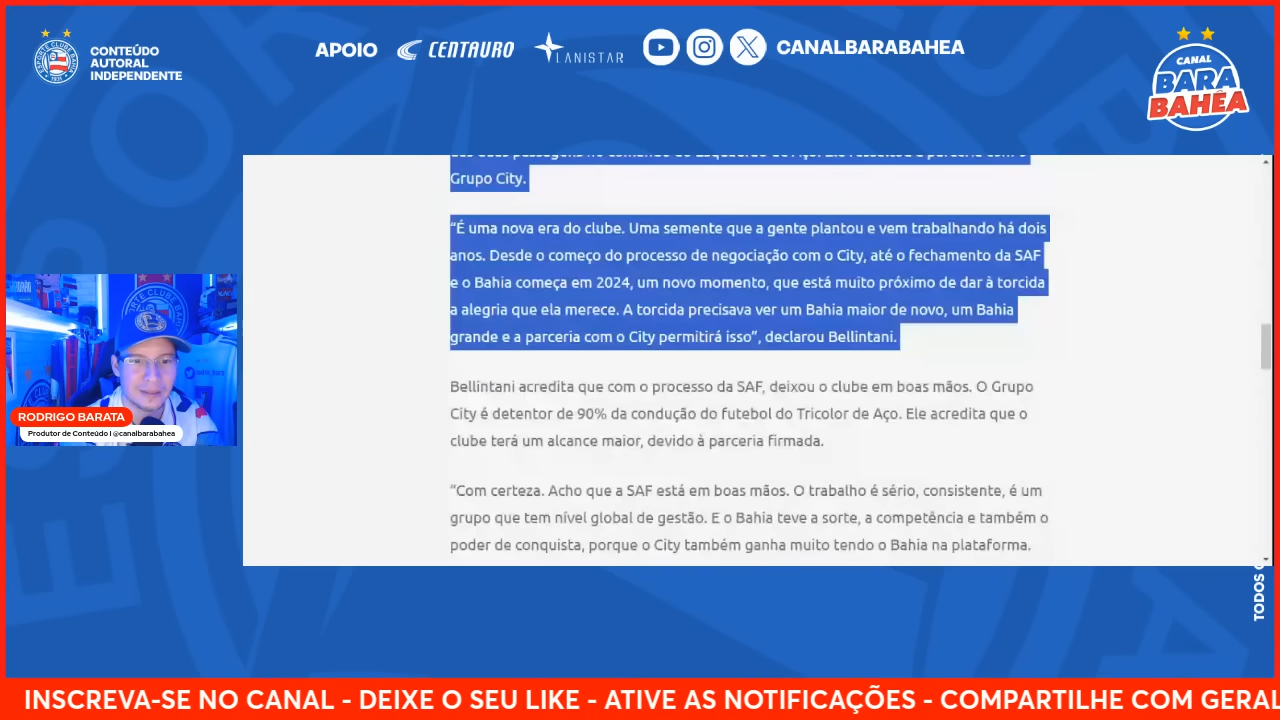 CONTEÚDO
AUTORAL
INDEPENDENTE
APOIO
CENTAURO
LANISTAR
CANALBARABAHEA
CANAL
BARA
BAHÊA
Grupo City.
“É uma nova era do clube. Uma semente que a gente plantou e vem trabalhando há dois
anos. Desde o começo do processo de negociação com o City, até o fechamento da SAF
e o Bahia começa em 2024, um novo momento, que está muito próximo de dar à torcida
a alegria que ela merece. A torcida precisava ver um Bahia maior de novo, um Bahia
grande e a parceria com o City permitirá isso”, declarou Bellintani.
Bellintani acredita que com o processo da SAF, deixou o clube em boas mãos. O Grupo
City é detentor de 90% da condução do futebol do Tricolor de Aço. Ele acredita que o
clube terá um alcance maior, devido à parceria firmada.
“Com certeza. Acho que a SAF está em boas mãos. O trabalho é sério, consistente, é um
grupo que tem nível global de gestão. E o Bahia teve a sorte, a competência e também o
poder de conquista, porque o City também ganha muito tendo o Bahia na plataforma.
RODRIGO BARATA
Produtor de Conteúdo | @canalbarabahea
TODOS
INSCREVA-SE NO CANAL - DEIXE O SEU LIKE - ATIVE AS NOTIFICAÇÕES - COMPARTILHE COM GERAL